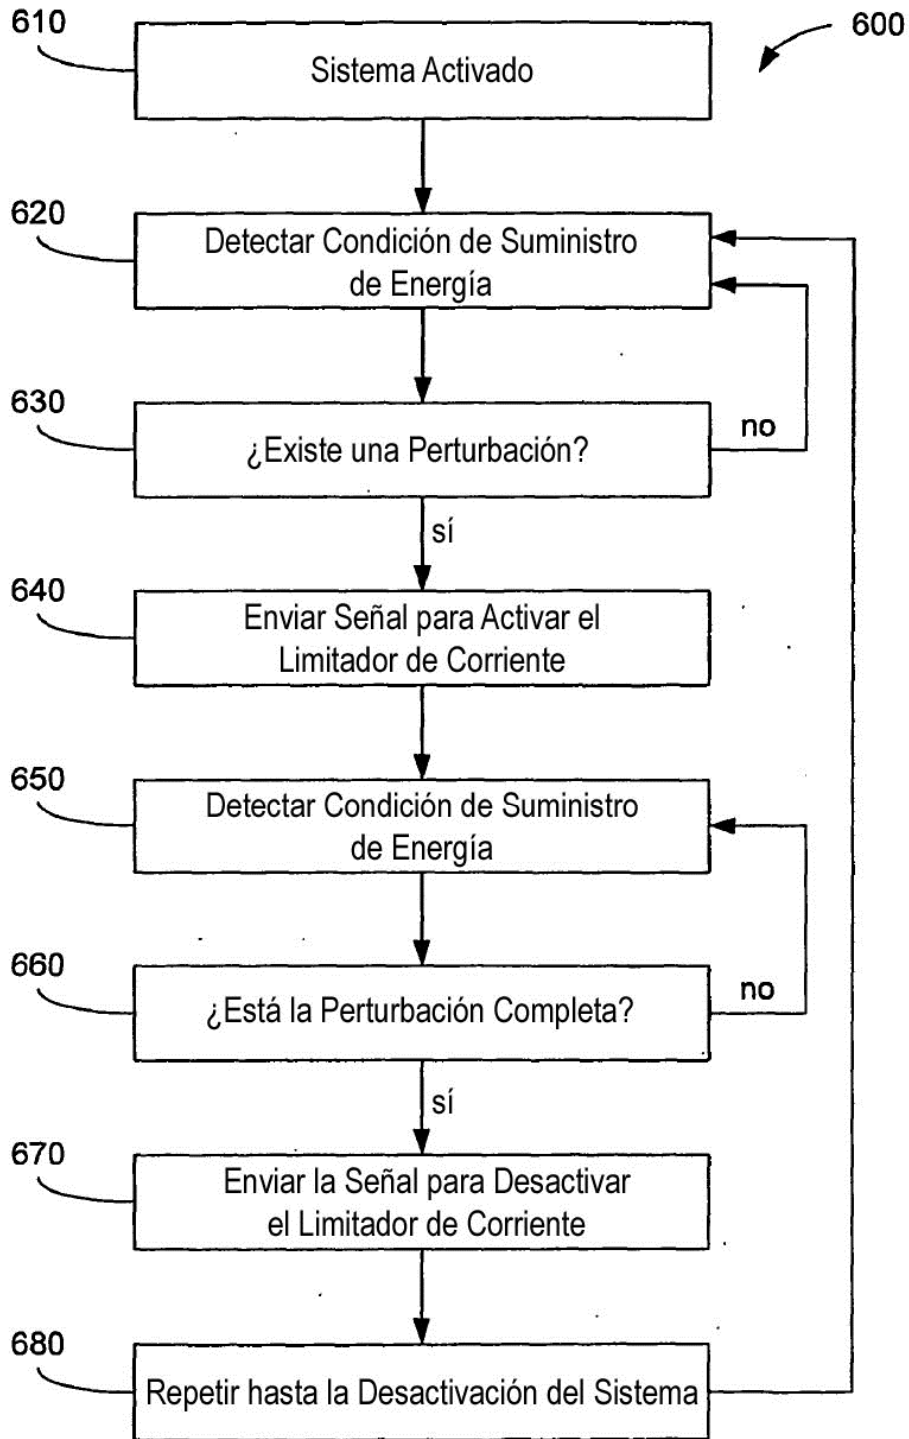 610
600
Sistema Activado
620
Detectar Condición de Suministro
de Energía
630
¿Existe una Perturbación?
no
sí
640
Enviar Señal para Activar el
Limitador de Corriente
650
Detectar Condición de Suministro
de Energía
660
¿Está la Perturbación Completa?
no
sí
670
Enviar la Señal para Desactivar
el Limitador de Corriente
680
Repetir hasta la Desactivación del Sistema